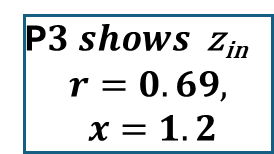 P3 shows z_in
r = 0.69,
x = 1.2